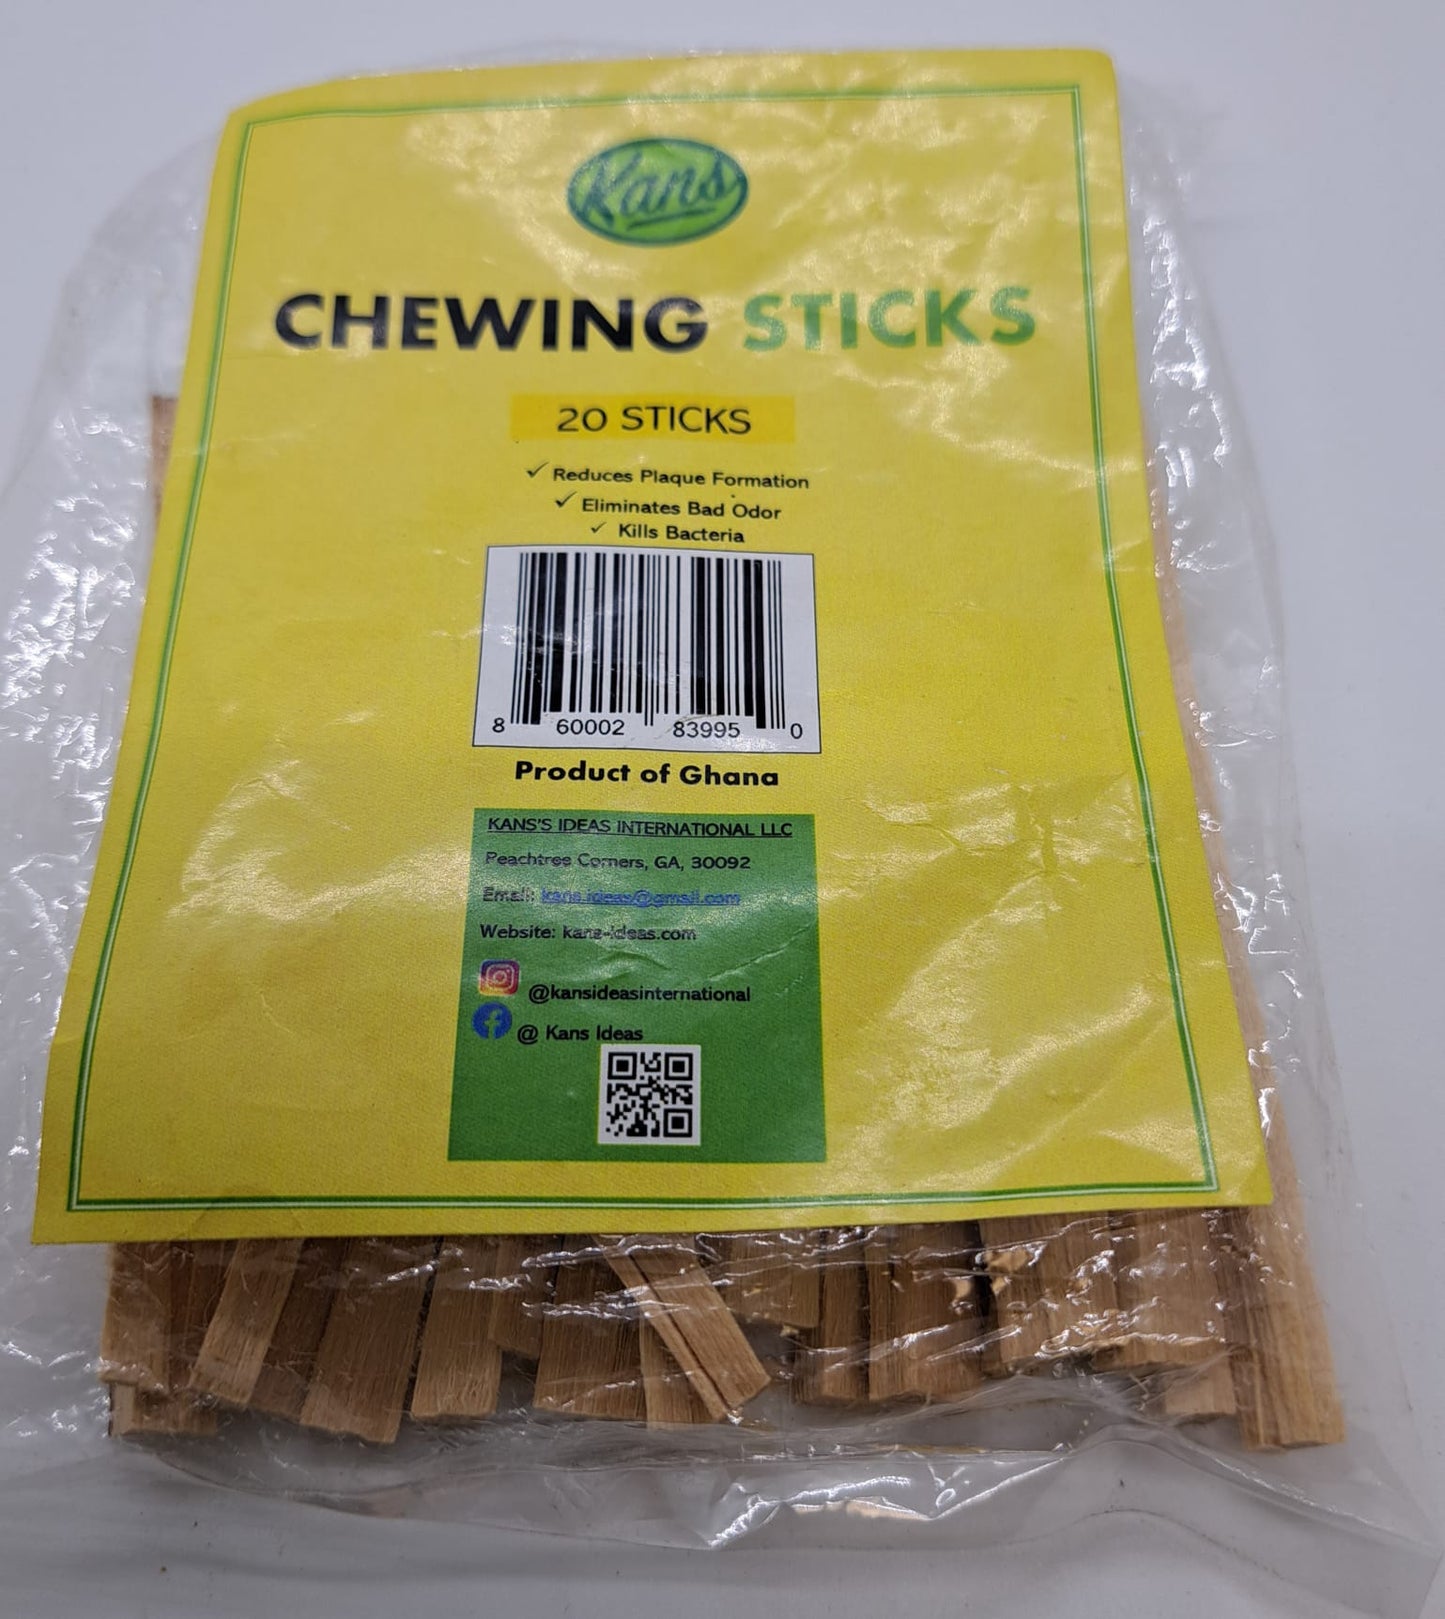 Kans
CHEWING STICKS
20 STICKS
✓ Reduces Plaque Formation
✓ Eliminates Bad Odor
✓ Kills Bacteria
8 60002 83995 0
Product of Ghana
KANS'S IDEAS INTERNATIONAL LLC
Peachtree Corners, GA, 30092
Email: kans.ideas@gmail.com
Website: kans-ideas.com
@kansideasinternational
@ Kans Ideas